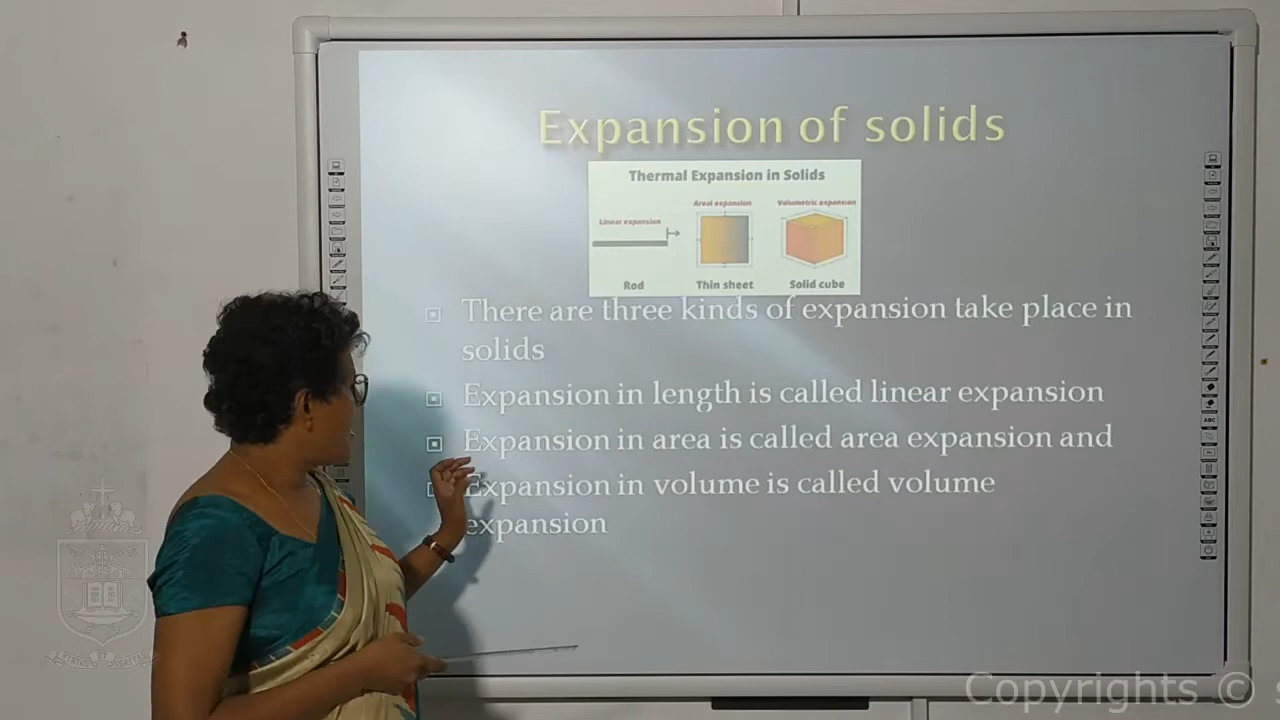 Expansion of solids
Thermal Expansion in Solids
Linear expansion
Areal expansion
Volumetric expansion
Rod
Thin sheet
Solid cube
There are three kinds of expansion take place in
solids
Expansion in length is called linear expansion
Expansion in area is called area expansion and
Expansion in volume is called volume
expansion
ABC
Copyrights ©